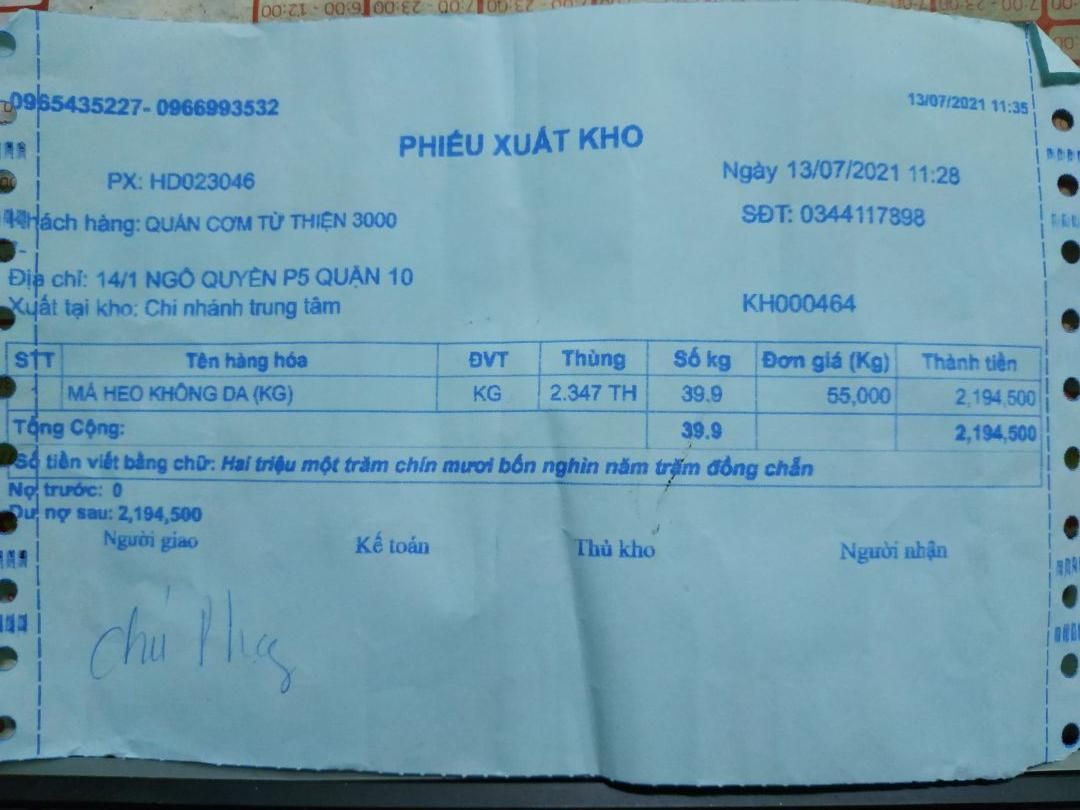 0965435227- 0966993532
13/07/2021 11:35
PHIẾU XUẤT KHO
PX: HD023046
Ngày 13/07/2021 11:28
Khách hàng: QUÁN CƠM TỪ THIỆN 3000
SĐT: 0344117898
Địa chỉ: 14/1 NGÔ QUYỀN P5 QUẬN 10
Xuất tại kho: Chi nhánh trung tâm
KH000464
STT Tên hàng hóa ĐVT Thùng Số kg Đơn giá (Kg) Thành tiền
1 MÁ HEO KHÔNG DA (KG) KG 2.347 TH 39.9 55,000 2,194,500
Tổng Cộng: 39.9 2,194,500
Số tiền viết bằng chữ: Hai triệu một trăm chín mươi bốn nghìn năm trăm đồng chẵn
Nợ trước: 0
Dư nợ sau: 2,194,500
Người giao Kế toán Thủ kho Người nhận
chú